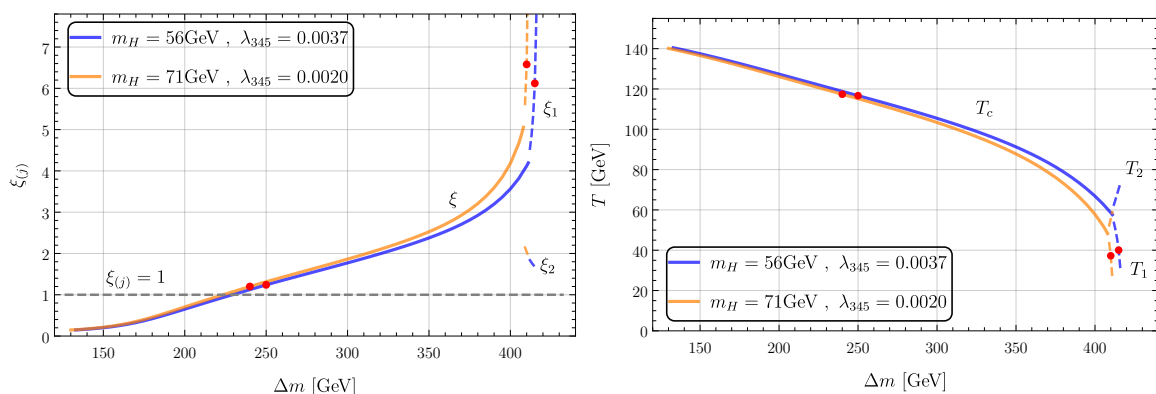 7
6
5
4
3
2
1
0
ξ(j)
m_H = 56GeV , λ_345 = 0.0037
m_H = 71GeV , λ_345 = 0.0020
ξ_1
ξ
ξ_2
ξ(j) = 1
150
200
250
300
350
400
Δm [GeV]
140
120
100
80
60
40
20
0
T [GeV]
T_c
T_2
T_1
m_H = 56GeV , λ_345 = 0.0037
m_H = 71GeV , λ_345 = 0.0020
150
200
250
300
350
400
Δm [GeV]